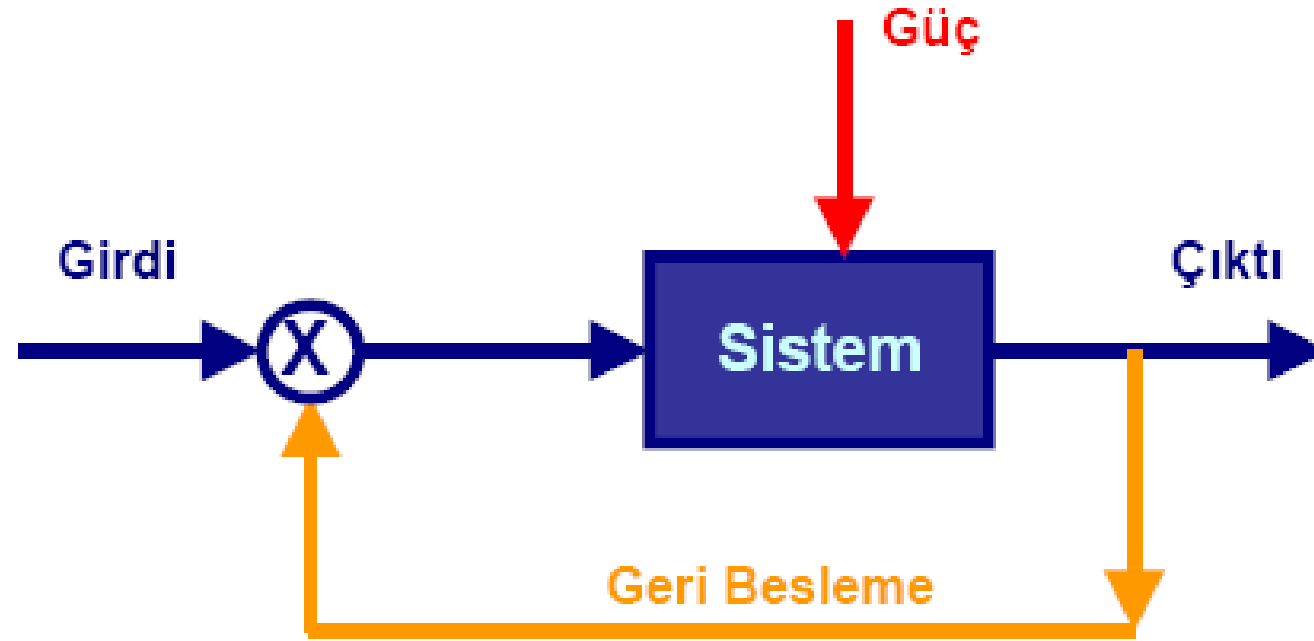 Güç
Girdi
Çıktı
X
Sistem
Geri Besleme